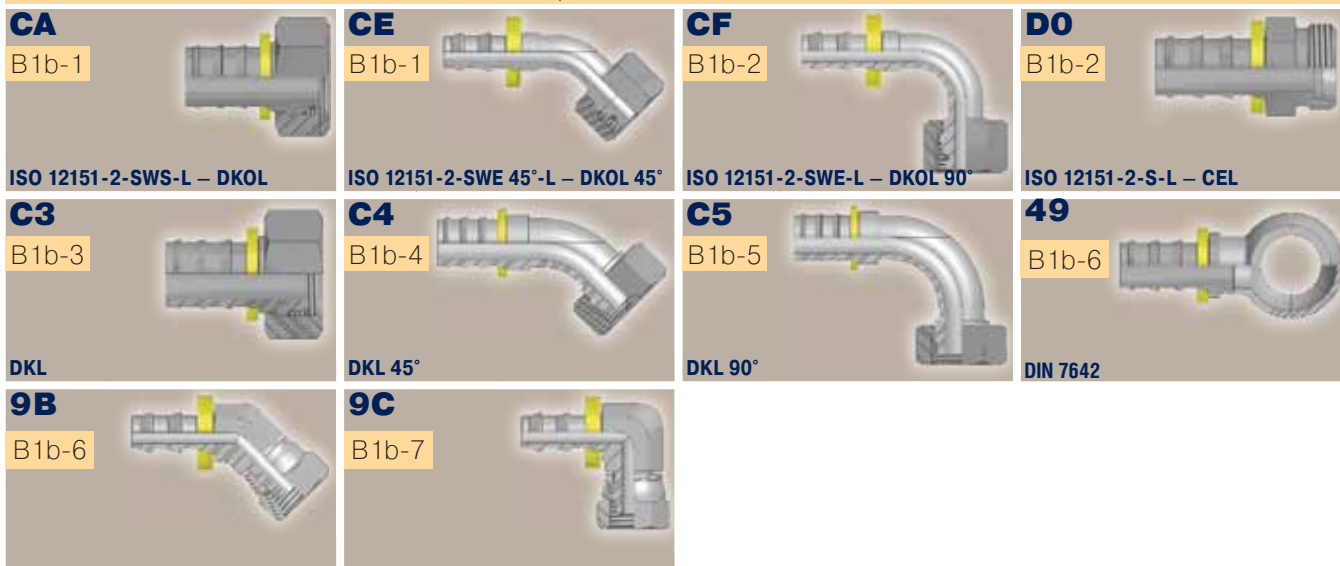 CA
B1b-1
ISO 12151-2-SWS-L – DKOL
CE
B1b-1
ISO 12151-2-SWE 45°-L – DKOL 45°
CF
B1b-2
ISO 12151-2-SWE-L – DKOL 90°
D0
B1b-2
ISO 12151-2-S-L – CEL
C3
B1b-3
DKL
C4
B1b-4
DKL 45°
C5
B1b-5
DKL 90°
49
B1b-6
DIN 7642
9B
B1b-6
9C
B1b-7